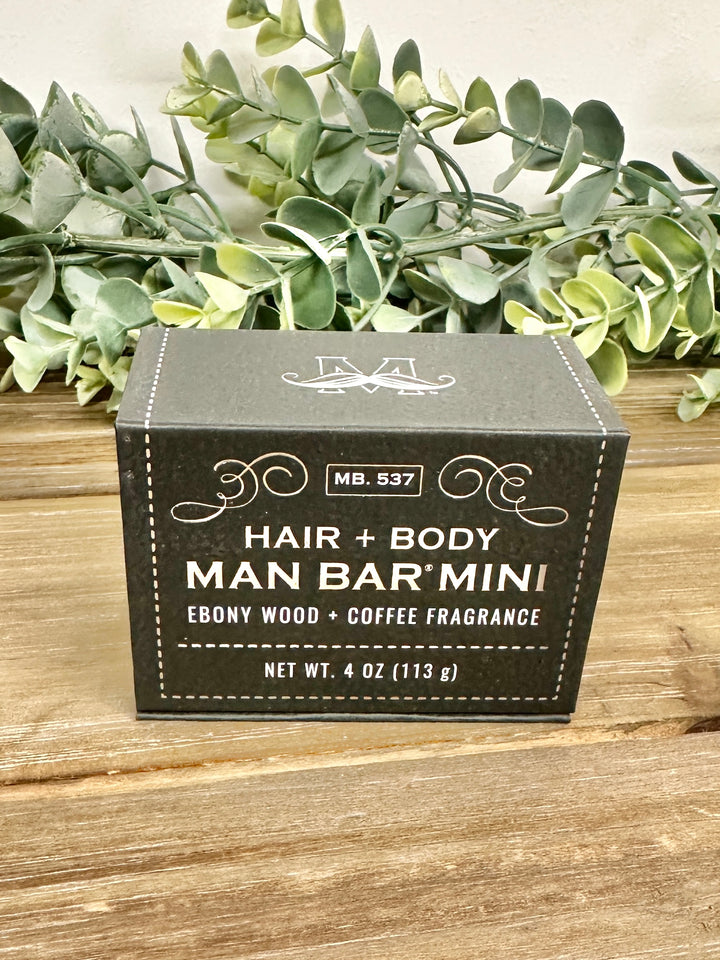 M
MB. 537
HAIR + BODY
MAN BAR® MINI
EBONY WOOD + COFFEE FRAGRANCE
NET WT. 4 OZ (113 g)